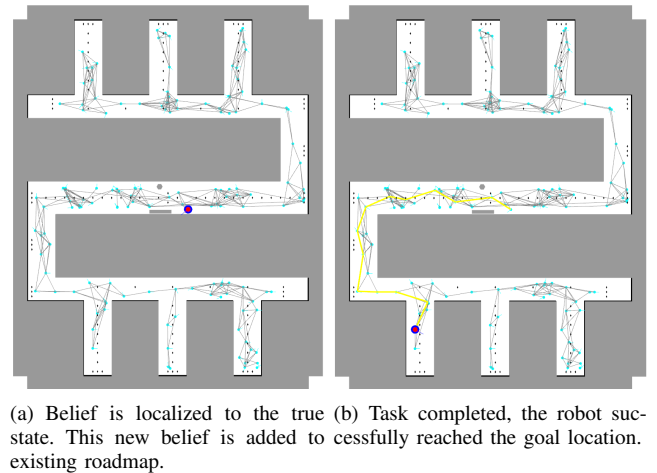 (a) Belief is localized to the true
state. This new belief is added to
existing roadmap.
(b) Task completed, the robot suc-
cessfully reached the goal location.